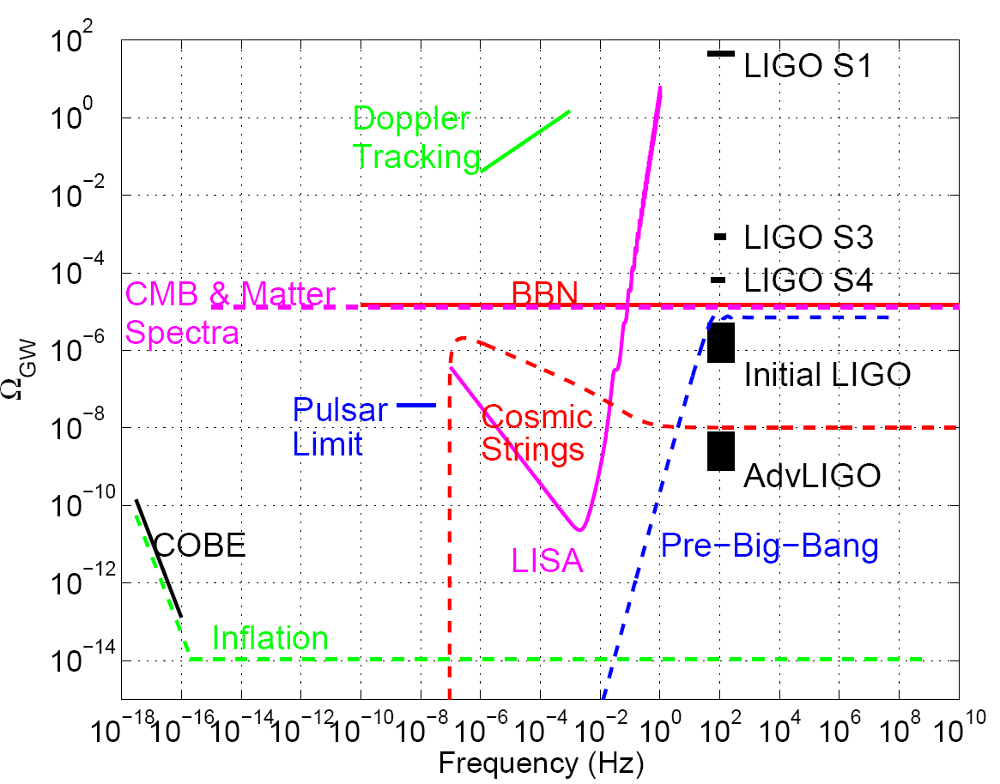 10^2
LIGO S1
10^0
Doppler
Tracking
10^−2
LIGO S3
10^−4
LIGO S4
CMB & Matter
Spectra
BBN
10^−6
Ω_GW
Initial LIGO
Pulsar
Limit
Cosmic
Strings
10^−8
AdvLIGO
10^−10
COBE
LISA
Pre−Big−Bang
10^−12
Inflation
10^−14
10^−18 10^−16 10^−14 10^−12 10^−10 10^−8 10^−6 10^−4 10^−2 10^0 10^2 10^4 10^6 10^8 10^10
Frequency (Hz)